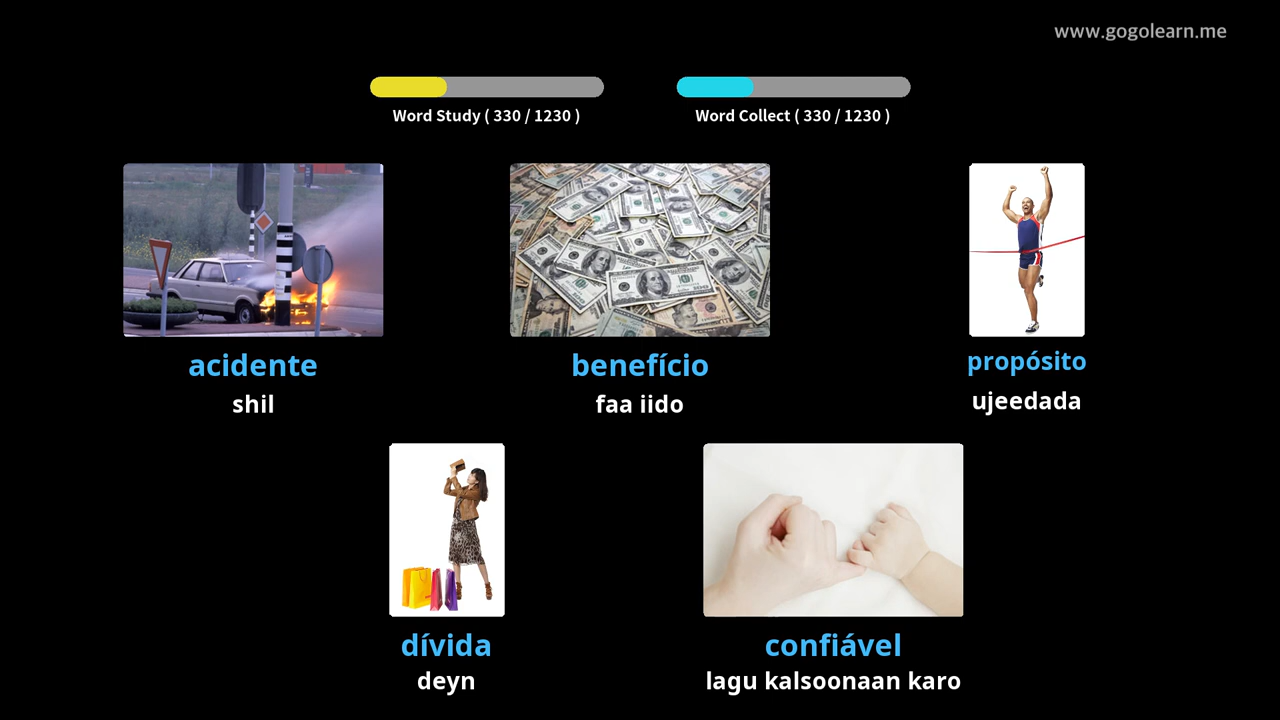 www.gogolearn.me
Word Study ( 330 / 1230 )
Word Collect ( 330 / 1230 )
acidente
shil
benefício
faa iido
propósito
ujeedada
dívida
deyn
confiável
lagu kalsoonaan karo